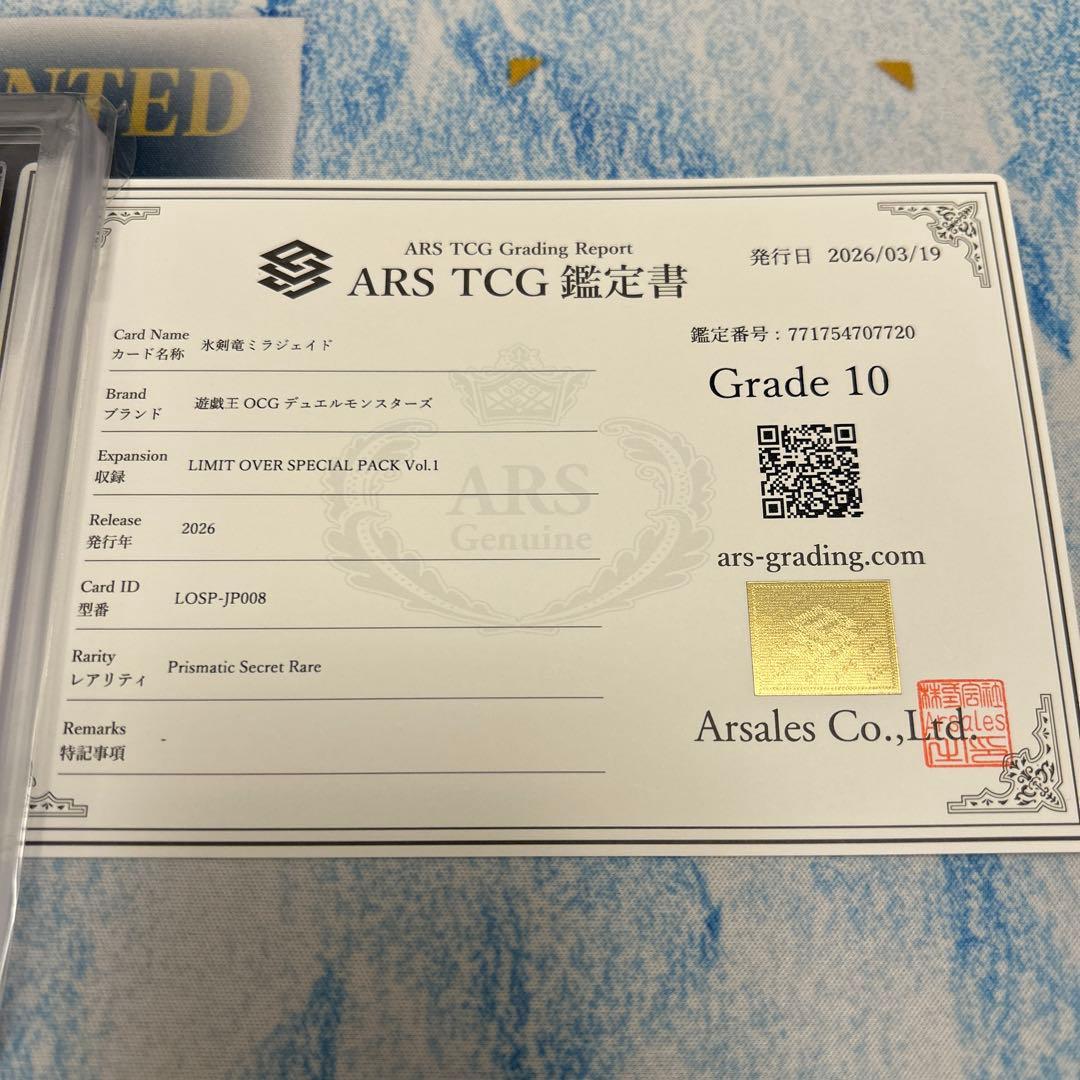 NTED
ARS TCG Grading Report
ARS TCG 鑑定書
発行日 2026/03/19
Card Name
カード名称
氷剣竜ミラジェイド
鑑定番号：771754707720
Grade 10
Brand
ブランド
遊戯王 OCG デュエルモンスターズ
Expansion
収録
LIMIT OVER SPECIAL PACK Vol.1
Release
発行年
2026
Card ID
型番
LOSP-JP008
Rarity
レアリティ
Prismatic Secret Rare
Remarks
特記事項
-
ARS
Genuine
ars-grading.com
Arsales Co.,Ltd.
株式会社
Arsales